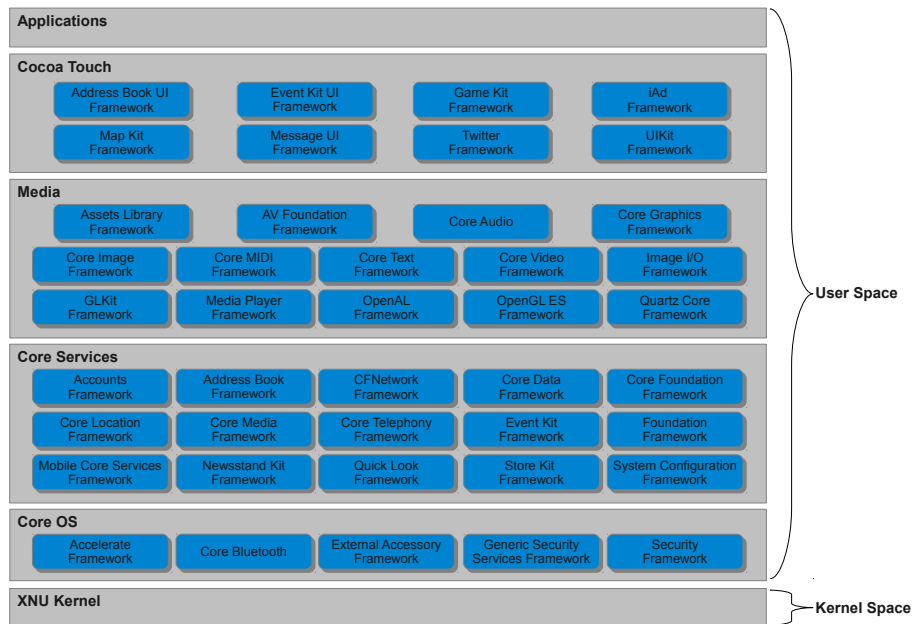 Applications
Cocoa Touch
Address Book UI
Framework
Event Kit UI
Framework
Game Kit
Framework
iAd
Framework
Map Kit
Framework
Message UI
Framework
Twitter
Framework
UIKit
Framework
Media
Assets Library
Framework
AV Foundation
Framework
Core Audio
Core Graphics
Framework
Core Image
Framework
Core MIDI
Framework
Core Text
Framework
Core Video
Framework
Image I/O
Framework
GLKit
Framework
Media Player
Framework
OpenAL
Framework
OpenGL ES
Framework
Quartz Core
Framework
User Space
Core Services
Accounts
Framework
Address Book
Framework
CFNetwork
Framework
Core Data
Framework
Core Foundation
Framework
Core Location
Framework
Core Media
Framework
Core Telephony
Framework
Event Kit
Framework
Foundation
Framework
Mobile Core Services
Framework
Newsstand Kit
Framework
Quick Look
Framework
Store Kit
Framework
System Configuration
Framework
Core OS
Accelerate
Framework
Core Bluetooth
External Accessory
Framework
Generic Security
Services Framework
Security
Framework
XNU Kernel
Kernel Space